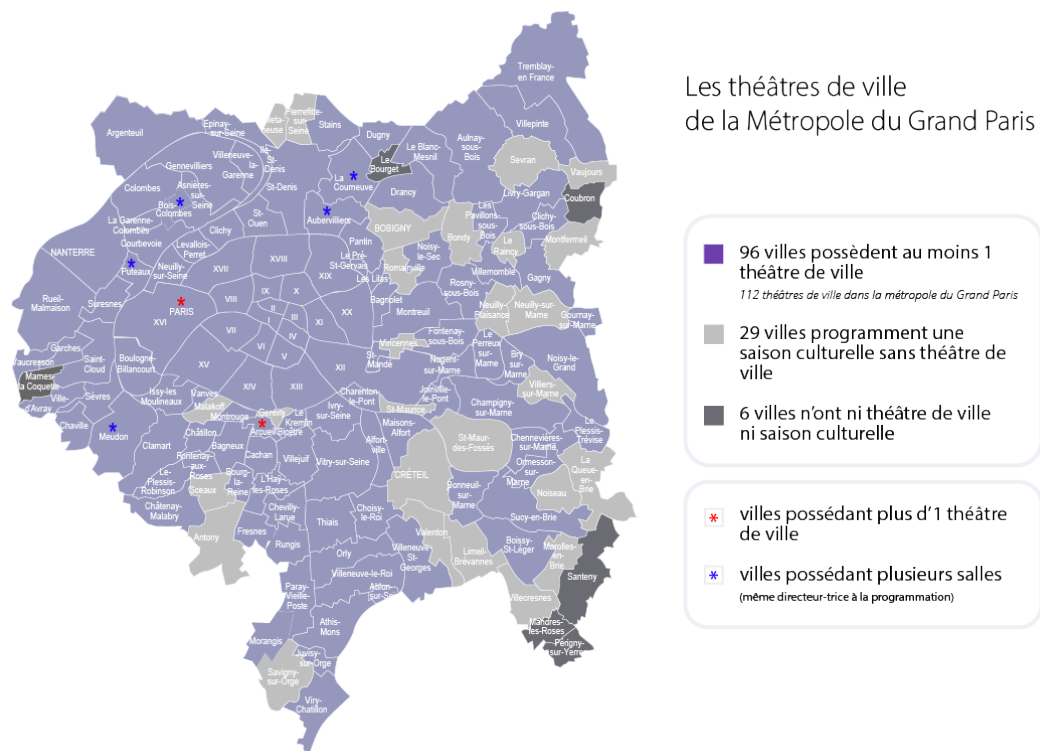 Les théâtres de ville
de la Métropole du Grand Paris
96 villes possèdent au moins 1
théâtre de ville
112 théâtres de ville dans la métropole du Grand Paris
29 villes programment une
saison culturelle sans théâtre de
ville
6 villes n'ont ni théâtre de ville
ni saison culturelle
villes possédant plus d'1 théâtre
de ville
villes possédant plusieurs salles
(même directeur-trice à la programmation)
Tremblay-
en France
Pierrefitte-
sur-
Seine
Stains
Dugny
Villepinte
Argenteuil
Epinay-
sur-Seine
Le Blanc-
Mesnil
Aulnay-
sous-
Bois
Villeneuve-
la-
Garenne
St-
Denis
Le
Bourget
Sevran
Vaujours
Gennevilliers
La
Courneuve
Colombes
Asnières-
sur-
Seine
St-Denis
Drancy
Livry-Gargan
Coubron
Bois-
Colombes
Les
Pavillons-
sous-
Bois
Clichy-
sous-Bois
La Garenne-
Colombes
St-
Ouen
Aubervilliers
BOBIGNY
Bondy
Montfermeil
Courbevoie
Clichy
Pantin
Noisy-
le-Sec
Le
Raincy
NANTERRE
Levallois-
Perret
Le Pré-
St-Gervais
Romainville
Villemomble
Puteaux
Neuilly-
sur-Seine
XVII
XVIII
XIX
Les Lilas
Gagny
Rueil-
Malmaison
Suresnes
PARIS
VIII
IX
X
Bagnolet
Rosny-
sous-Bois
Neuilly-
Plaisance
Neuilly-sur-
Marne
XVI
II
III
I
XI
XX
Montreuil
Gournay-
sur-Marne
VII
IV
VI
V
Fontenay-
sous-Bois
Le
Perreux
sur-
Marne
Garches
Vaucresson
Saint-
Cloud
Boulogne-
Billancourt
XV
XII
Vincennes
St-
Mandé
Nogent-
sur-Marne
Bry-
sur-
Marne
Noisy-le-
Grand
Marnes-
la-Coquette
Ville-
d'Avray
Sèvres
Issy-les-
Moulineaux
XIV
XIII
Charenton-
le-Pont
Joinville-
le-Pont
Villiers-
sur-Marne
Vanves
Malakoff
Montrouge
Gentilly
Le
Kremlin
Bicêtre
Ivry-
sur-Seine
St-Maurice
Champigny-sur-
Marne
Chaville
Meudon
Châtillon
Arcueil
Maisons-
Alfort
Le
Plessis-
Trévise
Clamart
Bagneux
Cachan
Villejuif
Vitry-sur-Seine
Alfort-
ville
St-Maur-
des-Fossés
Chennevières-
sur-Marne
Fontenay-
aux-
Roses
Bourg-
la-
Reine
Ormesson-
sur-
Marne
La
Queue-
en-Brie
Le-
Plessis-
Robinson
Sceaux
L'Haÿ-
les-Roses
CRÉTEIL
Bonneuil-
sur-
Marne
Noiseau
Châtenay-
Malabry
Chevilly-
Larue
Thiais
Choisy-
le-Roi
Sucy-en-Brie
Antony
Fresnes
Rungis
Valenton
Boissy-
St-Léger
Marolles-
en-
Brie
Orly
Villeneuve-
St-
Georges
Limeil-
Brévannes
Santeny
Villeneuve-le-Roi
Paray-
Vieille-
Poste
Ablon-
sur-Seine
Villecresnes
Athis-
Mons
Mandres-
les-Roses
Périgny-
sur-Yerres
Morangis
Juvisy-
sur-Orge
Savigny-
sur-Orge
Viry-
Chatillon